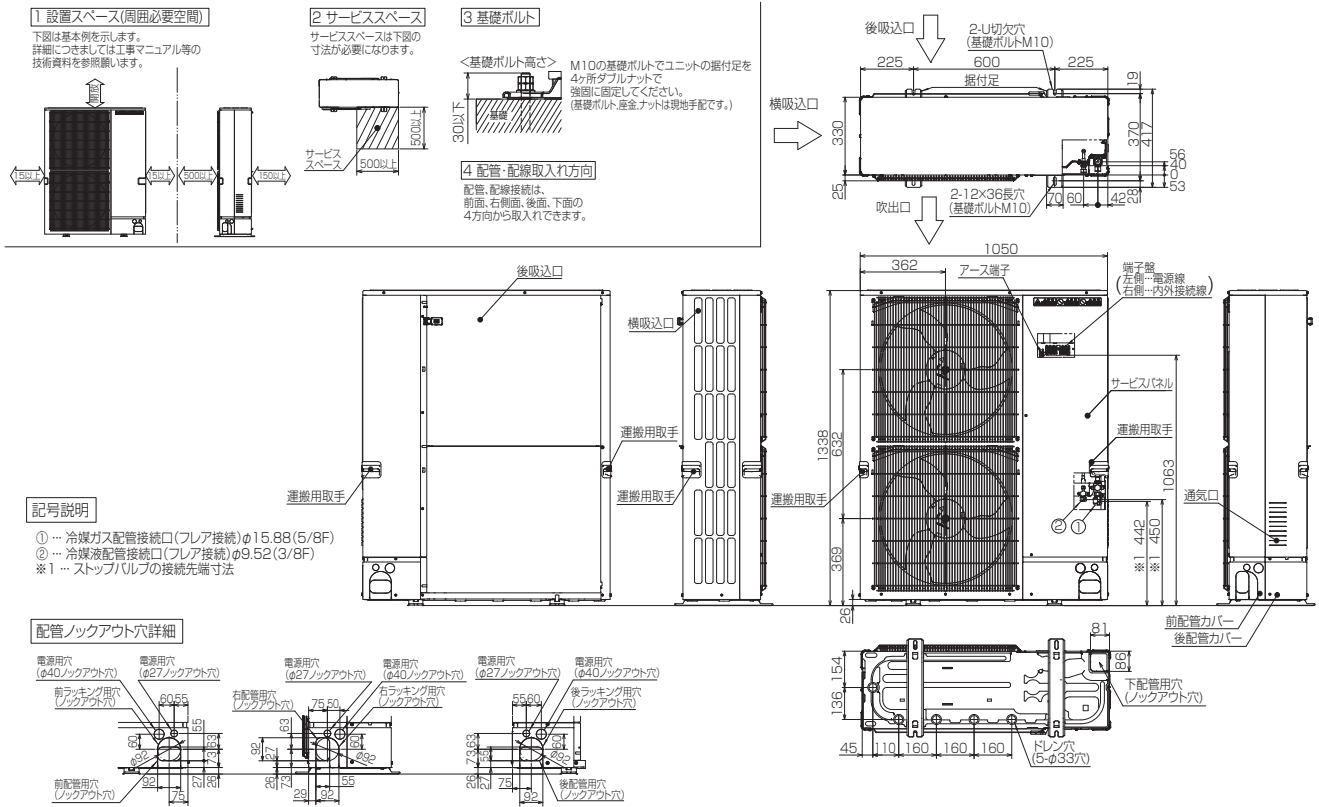 1 設置スペース(周囲必要空間)
下図は基本例を示します。
詳細につきましては工事マニュアル等の
技術資料を参照願います。
開放
15以上
15以上
500以上
150以上
2 サービススペース
サービススペースは下図の
寸法が必要になります。
サービス
スペース
500以上
500以上
3 基礎ボルト
<基礎ボルト高さ>
M10の基礎ボルトでユニットの据付足を
4ヶ所ダブルナットで
強固に固定してください。
(基礎ボルト,座金,ナットは現地手配です。)
30以下
基礎
4 配管・配線取入れ方向
配管、配線接続は、
前面、右側面、後面、下面の
4方向から取入れできます。
後吸込口
2-U切欠穴
(基礎ボルトM10)
225
600
225
据付足
19
横吸込口
330
370
417
56
40
0
53
28
25
2-12×36長穴
(基礎ボルトM10)
70
60
42
吹出口
1050
362
アース端子
端子盤
左側…電源線
右側…内外接続線
後吸込口
横吸込口
サービスパネル
運搬用取手
運搬用取手
運搬用取手
運搬用取手
運搬用取手
1338
632
369
26
1063
※1 442
※1 450
② ①
通気口
前配管カバー
後配管カバー
記号説明
① … 冷媒ガス配管接続口(フレア接続)φ15.88(5/8F)
② … 冷媒液配管接続口(フレア接続)φ9.52(3/8F)
※1 … ストップバルブの接続先端寸法
配管ノックアウト穴詳細
電源用穴
(φ40ノックアウト穴)
電源用穴
(φ27ノックアウト穴)
前ラッキング用穴
(ノックアウト穴)
60
55
55
63
73
60
φ92
27
26
92
75
前配管用穴
(ノックアウト穴)
電源用穴
(φ27ノックアウト穴)
電源用穴
(φ40ノックアウト穴)
右配管用穴
(ノックアウト穴)
右ラッキング用穴
(ノックアウト穴)
75
50
63
92
27
26
73
60
φ92
55
29
92
電源用穴
(φ27ノックアウト穴)
電源用穴
(φ40ノックアウト穴)
後ラッキング用穴
(ノックアウト穴)
55
60
63
73
55
26
27
60
φ92
75
92
後配管用穴
(ノックアウト穴)
81
86
154
136
下配管用穴
(ノックアウト穴)
45
110
160
160
160
ドレン穴
(5-φ33穴)